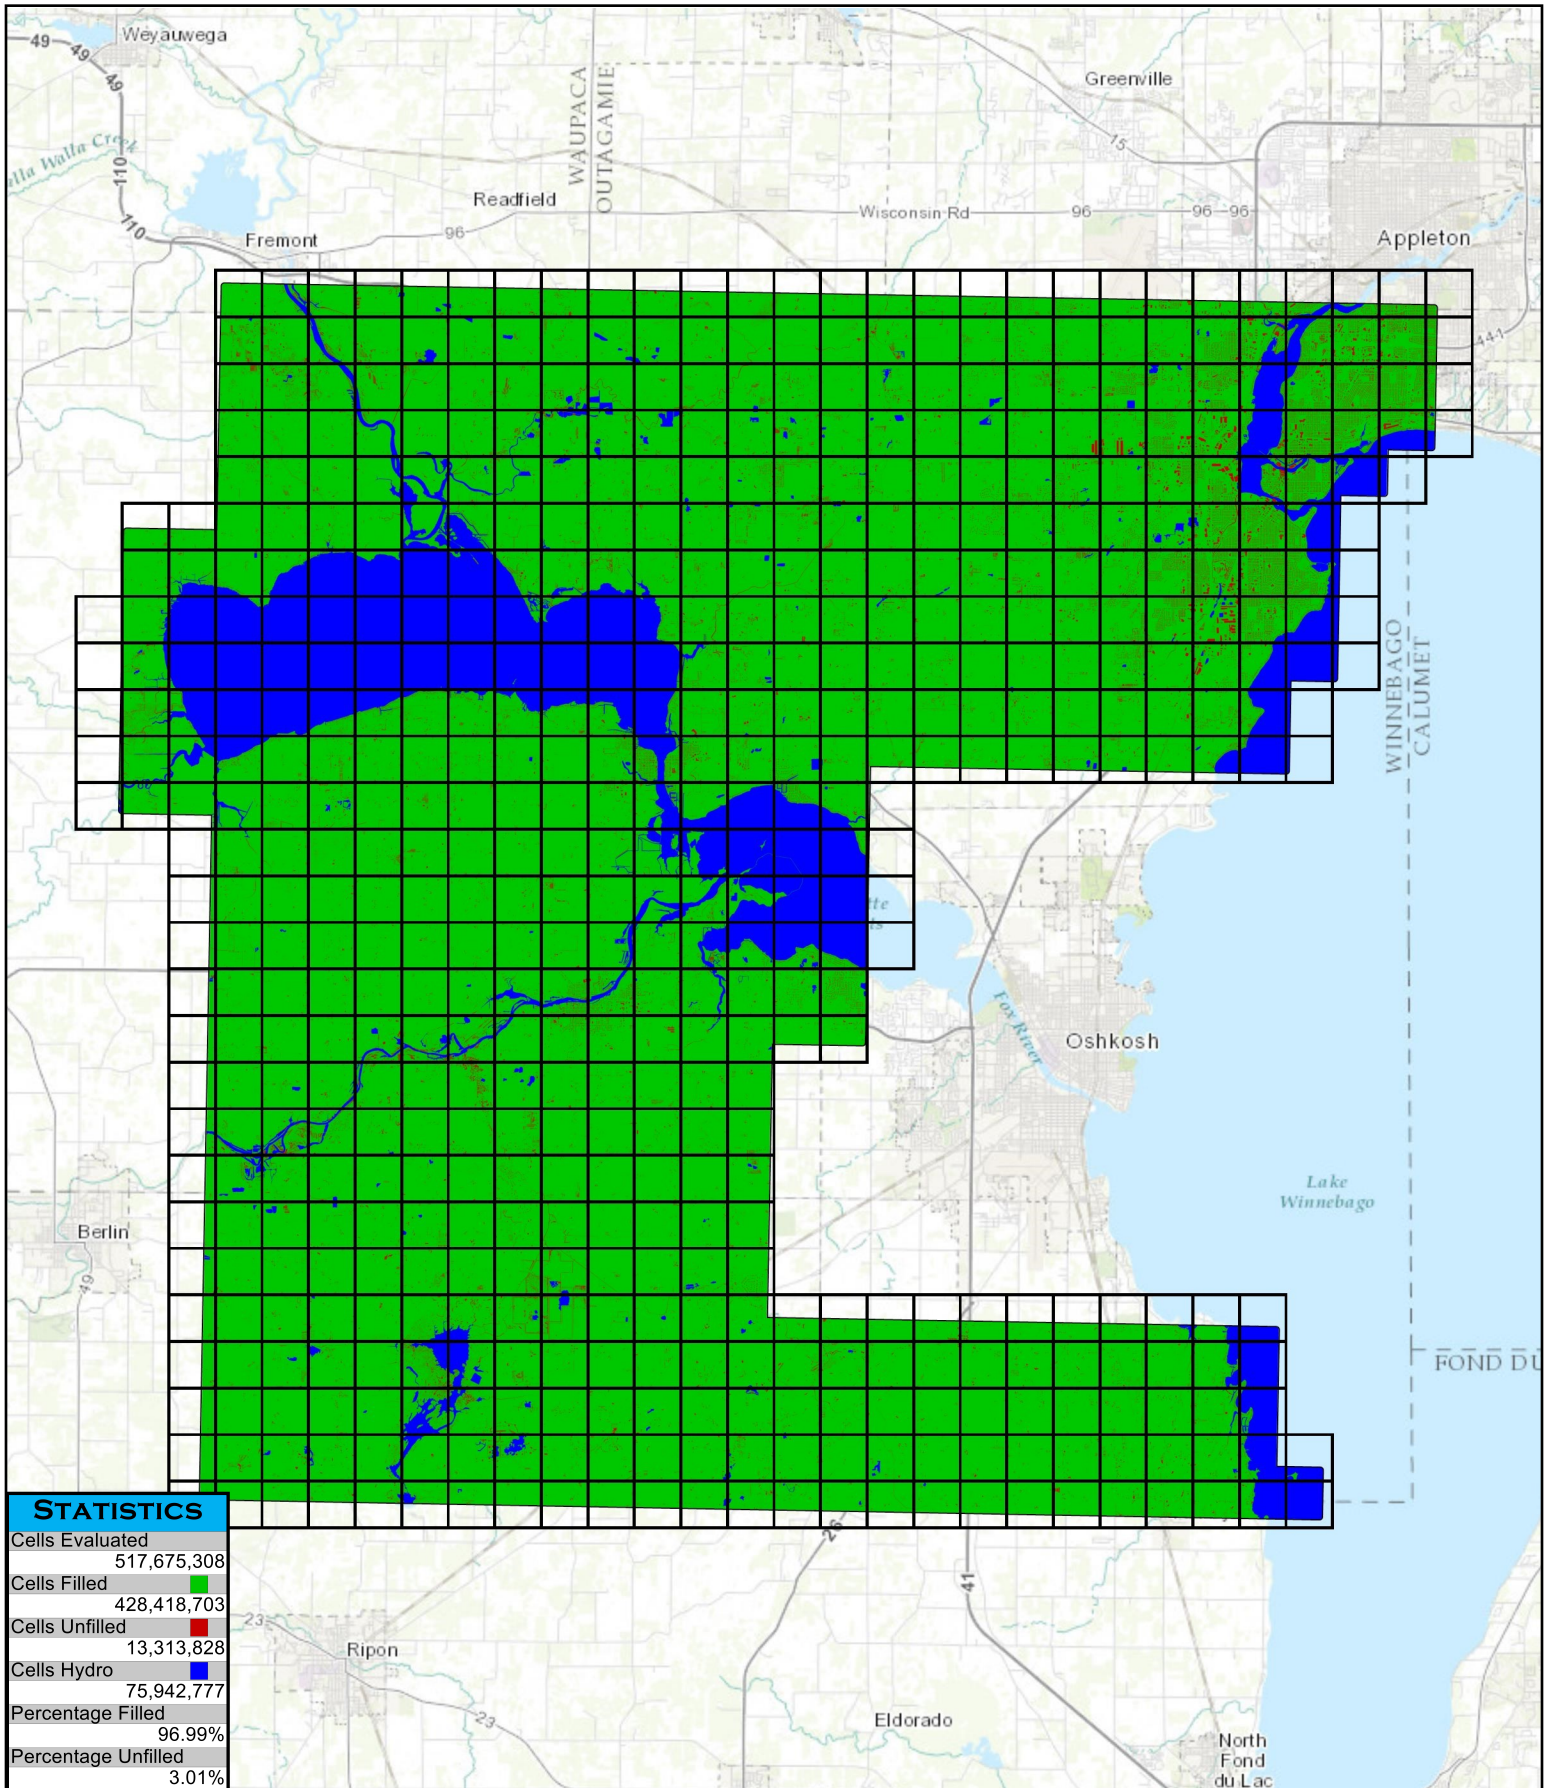 49
Weyauwega
49
49
Greenville
WAUPACA
OUTAGAMIE
15
Walla Creek
110
Readfield
Wisconsin Rd
96
96
96
110
Fremont
96
Appleton
441
WINNEBAGO
CALUMET
Fox River
Oshkosh
Lake
Winnebago
Berlin
49
FOND DU
STATISTICS
Cells Evaluated
517,675,308
Cells Filled
428,418,703
Cells Unfilled
13,313,828
Cells Hydro
75,942,777
Percentage Filled
96.99%
Percentage Unfilled
3.01%
26
41
23
Ripon
23
Eldorado
North
Fond
du Lac